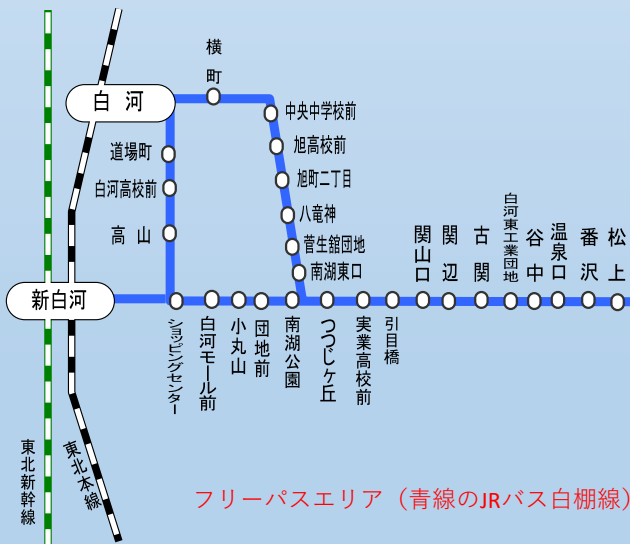 横町
白河
中央中学校前
旭高校前
道場町
旭町二丁目
白河高校前
八竜神
高山
菅生舘団地
南湖東口
新白河
ショッピングセンター
白河モール前
小丸山
団地前
南湖公園
つつじヶ丘
実業高校前
引目橋
関山口
関辺
古関
白河東工業団地
谷中
温泉口
番沢
松上
東北新幹線
東北本線
フリーパスエリア（青線のJRバス白棚線）